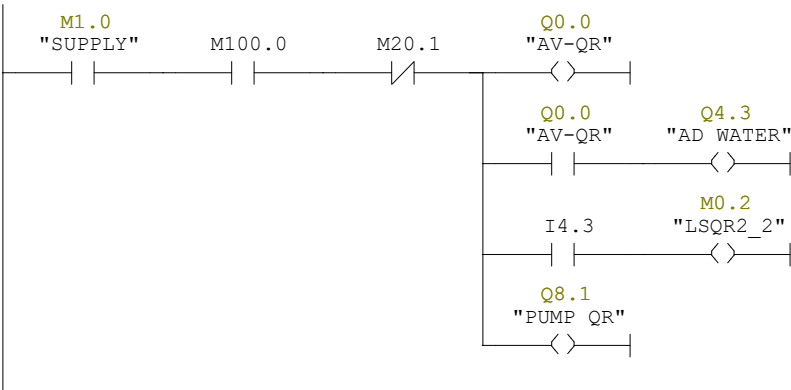 M1.0
"SUPPLY"
M100.0
M20.1
Q0.0
"AV-QR"
Q0.0
"AV-QR"
Q4.3
"AD WATER"
I4.3
M0.2
"LSQR2_2"
Q8.1
"PUMP QR"